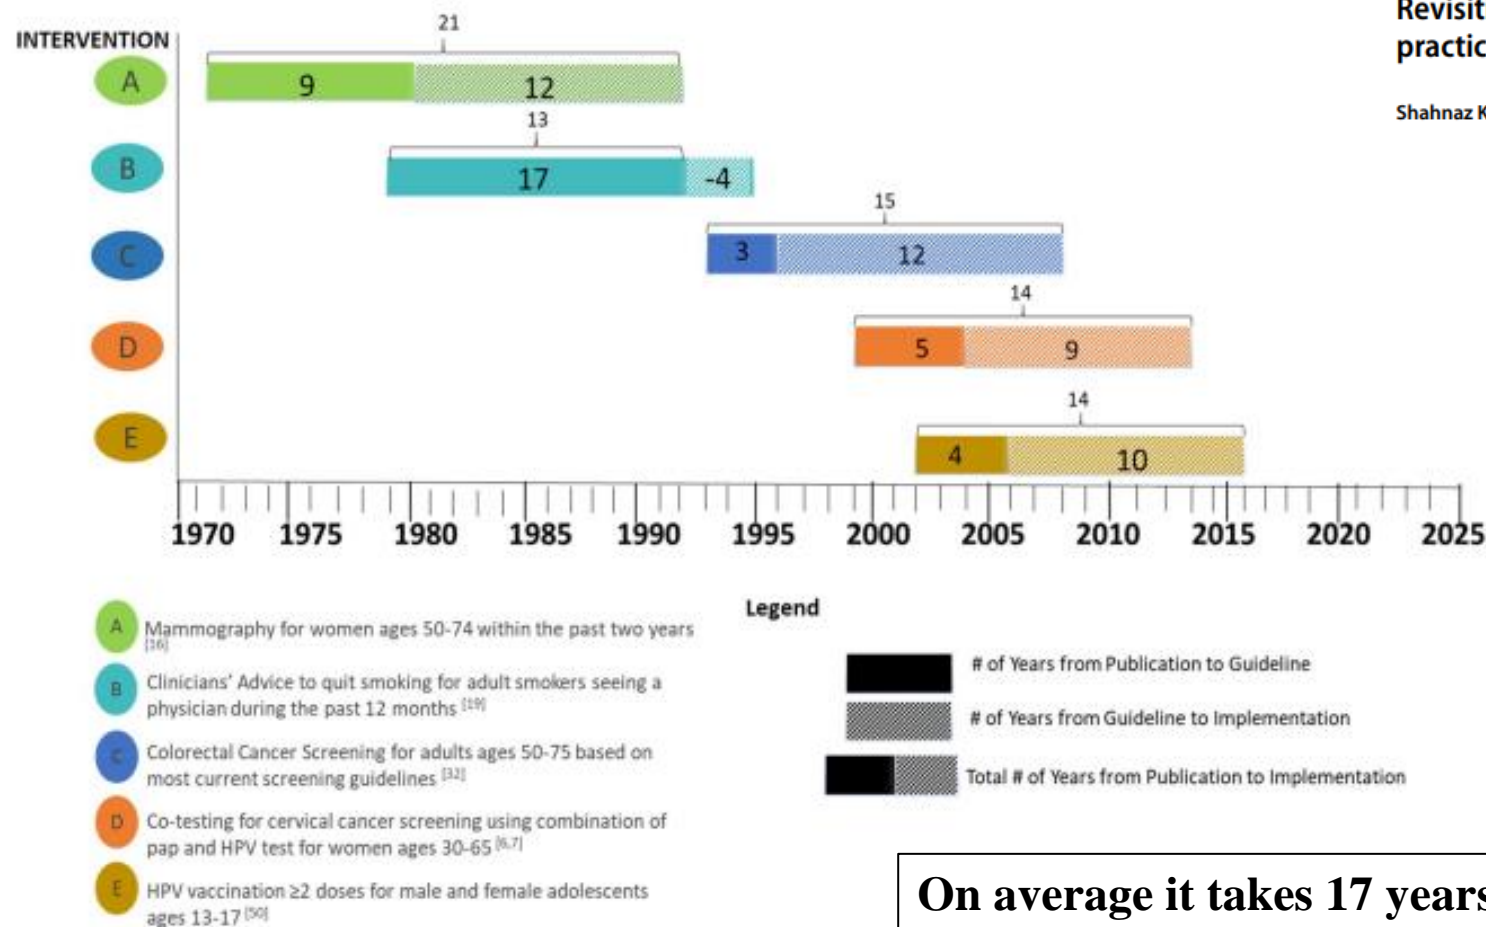 Revisit
practic
Shahnaz K
INTERVENTION
21
A
9
12
13
B
17
-4
15
C
3
12
14
D
5
9
14
E
4
10
1970 1975 1980 1985 1990 1995 2000 2005 2010 2015 2020 2025
A Mammography for women ages 50-74 within the past two years
[16]
B Clinicians' Advice to quit smoking for adult smokers seeing a
physician during the past 12 months [19]
C Colorectal Cancer Screening for adults ages 50-75 based on
most current screening guidelines [32]
D Co-testing for cervical cancer screening using combination of
pap and HPV test for women ages 30-65 [6,7]
E HPV vaccination ≥2 doses for male and female adolescents
ages 13-17 [50]
Legend
# of Years from Publication to Guideline
# of Years from Guideline to Implementation
Total # of Years from Publication to Implementation
On average it takes 17 years